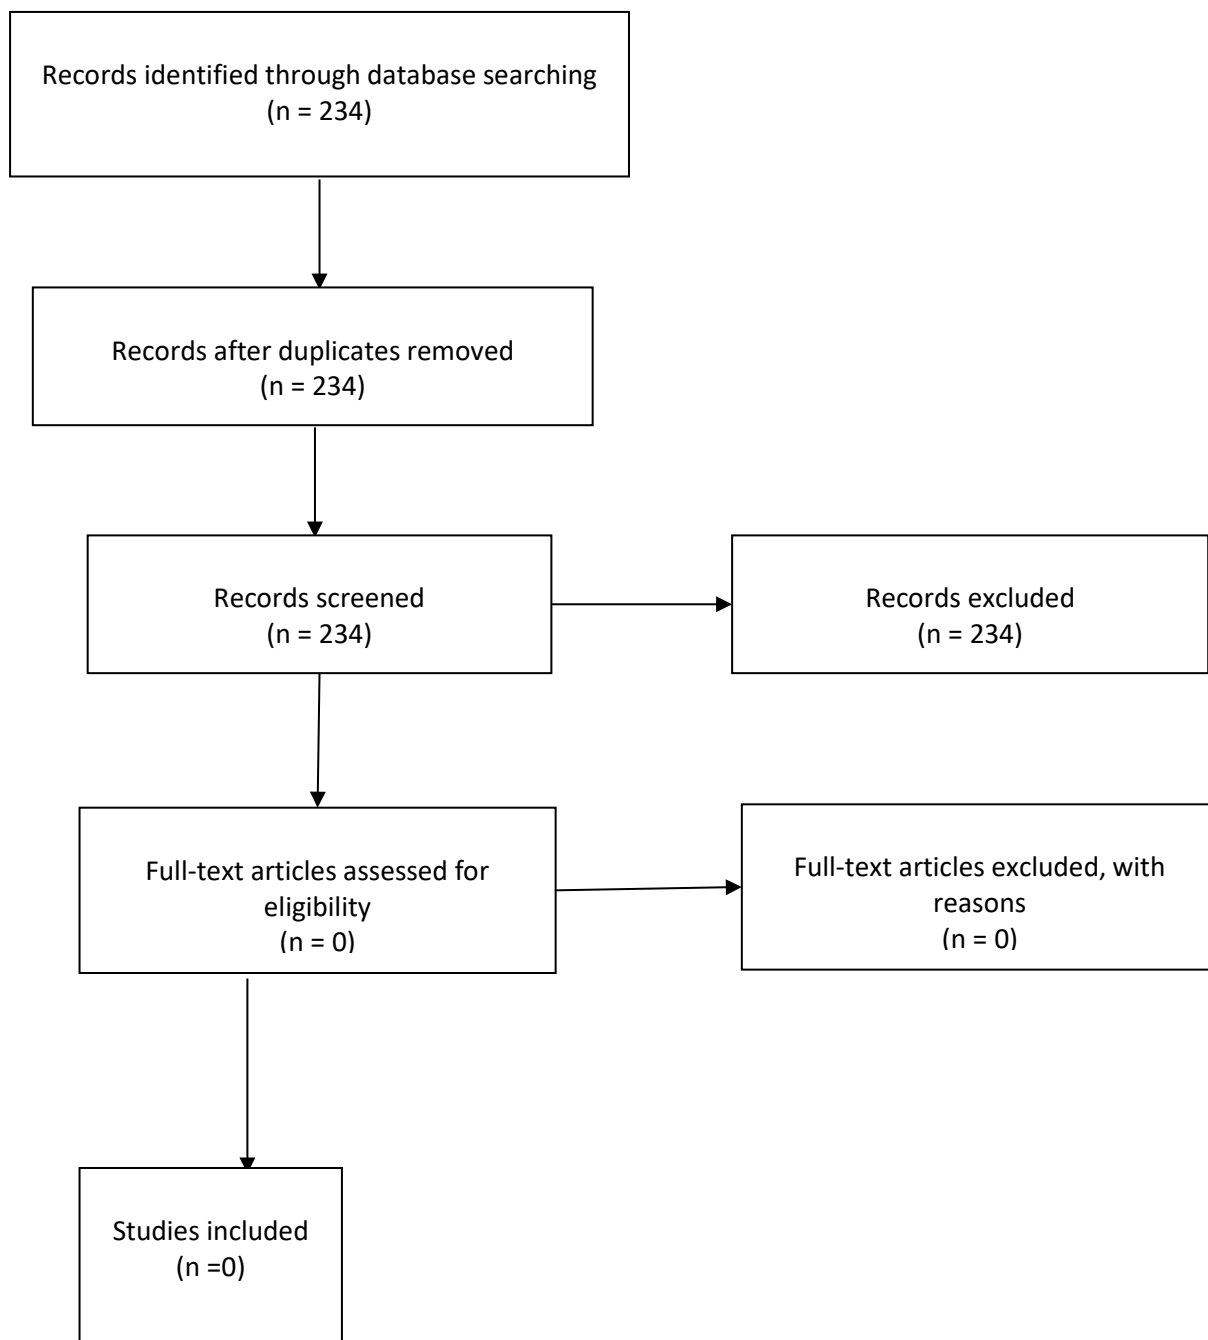 Records identified through database searching
(n = 234)
Records after duplicates removed
(n = 234)
Records screened
(n = 234)
Records excluded
(n = 234)
Full-text articles assessed for
eligibility
(n = 0)
Full-text articles excluded, with
reasons
(n = 0)
Studies included
(n =0)